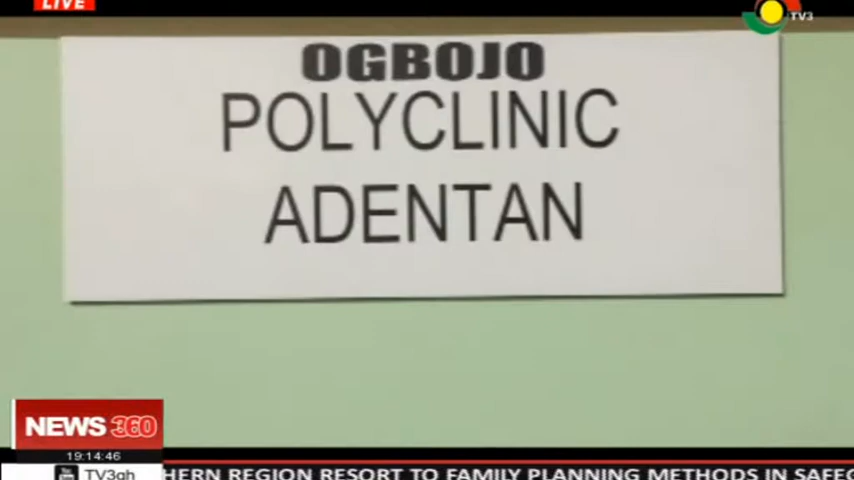 LIVE
TV3
OGBOJO
POLYCLINIC
ADENTAN
NEWS 360
19:14:46
TV3gh
HERN REGION RESORT TO FAMILY PLANNING METHODS IN SAFEG